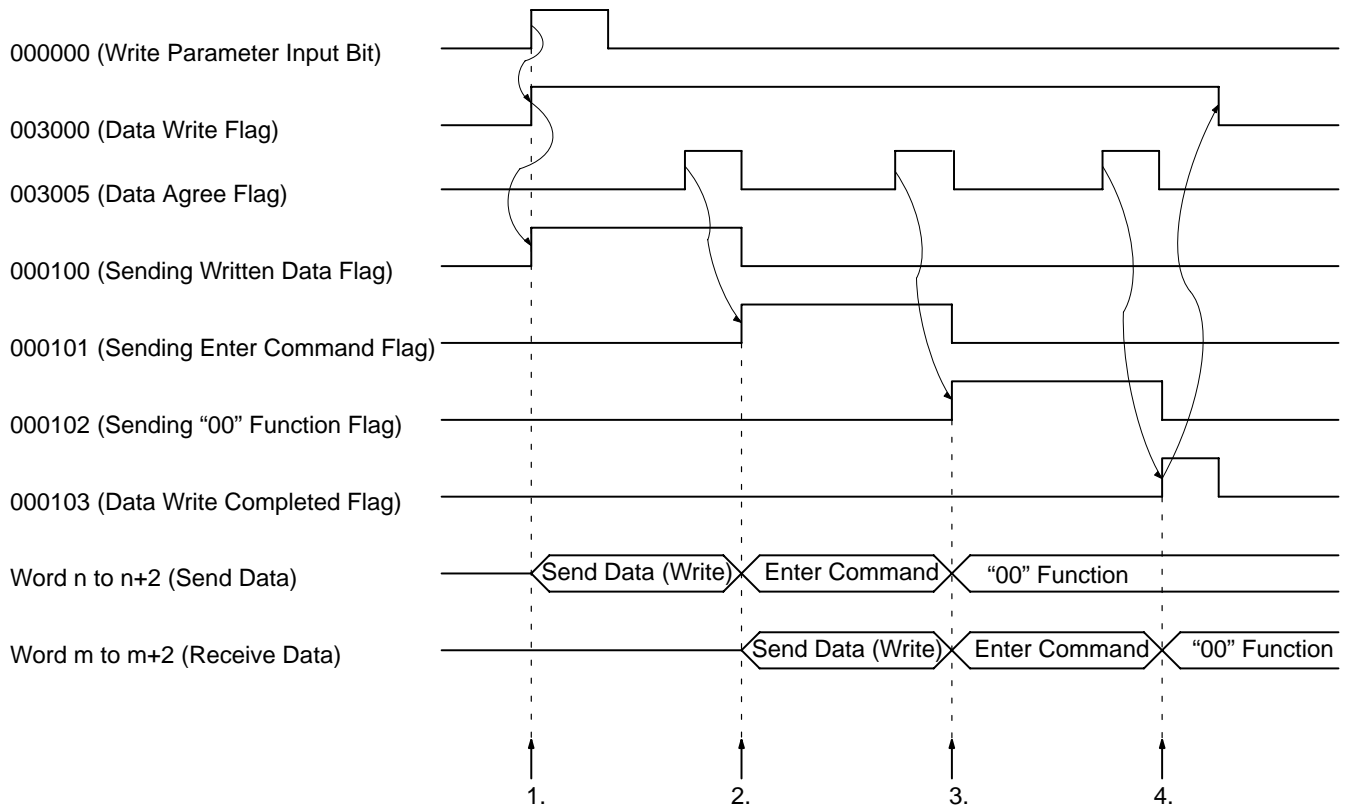 000000 (Write Parameter Input Bit)
003000 (Data Write Flag)
003005 (Data Agree Flag)
000100 (Sending Written Data Flag)
000101 (Sending Enter Command Flag)
000102 (Sending “00” Function Flag)
000103 (Data Write Completed Flag)
Word n to n+2 (Send Data) Send Data (Write) Enter Command “00” Function
Word m to m+2 (Receive Data) Send Data (Write) Enter Command “00” Function
1. 2. 3. 4.